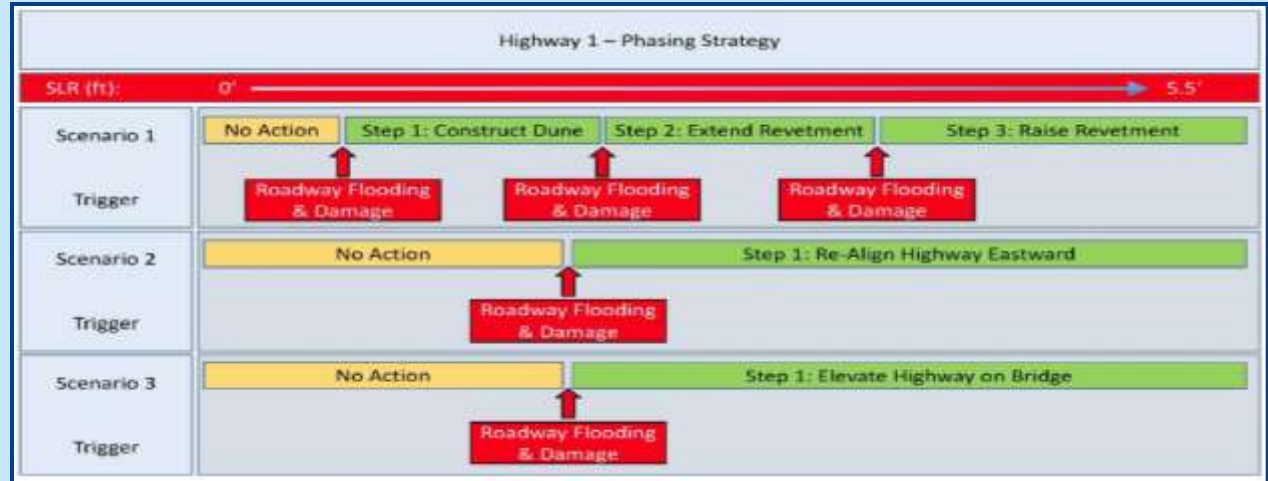 Highway 1 – Phasing Strategy
SLR (ft): 0' 5.5'
Scenario 1
No Action
Step 1: Construct Dune
Step 2: Extend Revetment
Step 3: Raise Revetment
Trigger
Roadway Flooding
& Damage
Roadway Flooding
& Damage
Roadway Flooding
& Damage
Scenario 2
No Action
Step 1: Re-Align Highway Eastward
Trigger
Roadway Flooding
& Damage
Scenario 3
No Action
Step 1: Elevate Highway on Bridge
Trigger
Roadway Flooding
& Damage